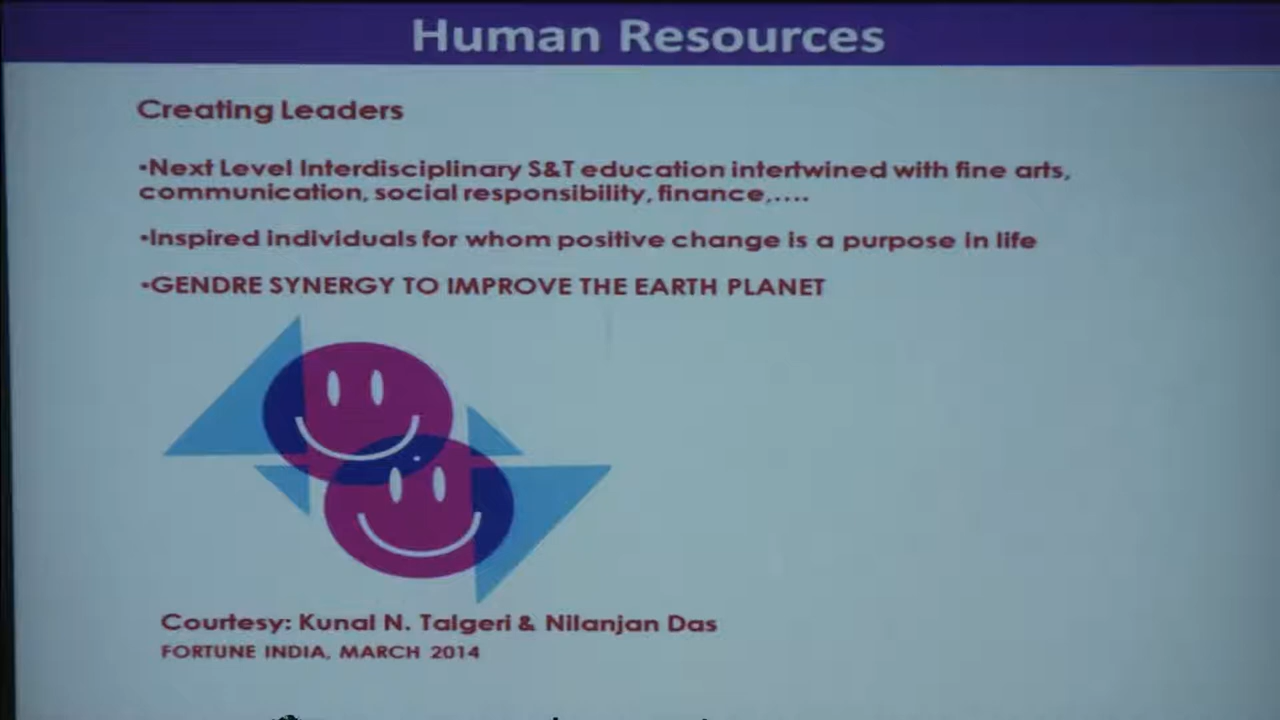 Human Resources
Creating Leaders
•Next Level Interdisciplinary S&T education intertwined with fine arts,
communication, social responsibility, finance,....
•Inspired individuals for whom positive change is a purpose in life
•GENDRE SYNERGY TO IMPROVE THE EARTH PLANET
Courtesy: Kunal N. Talgeri & Nilanjan Das
FORTUNE INDIA, MARCH 2014